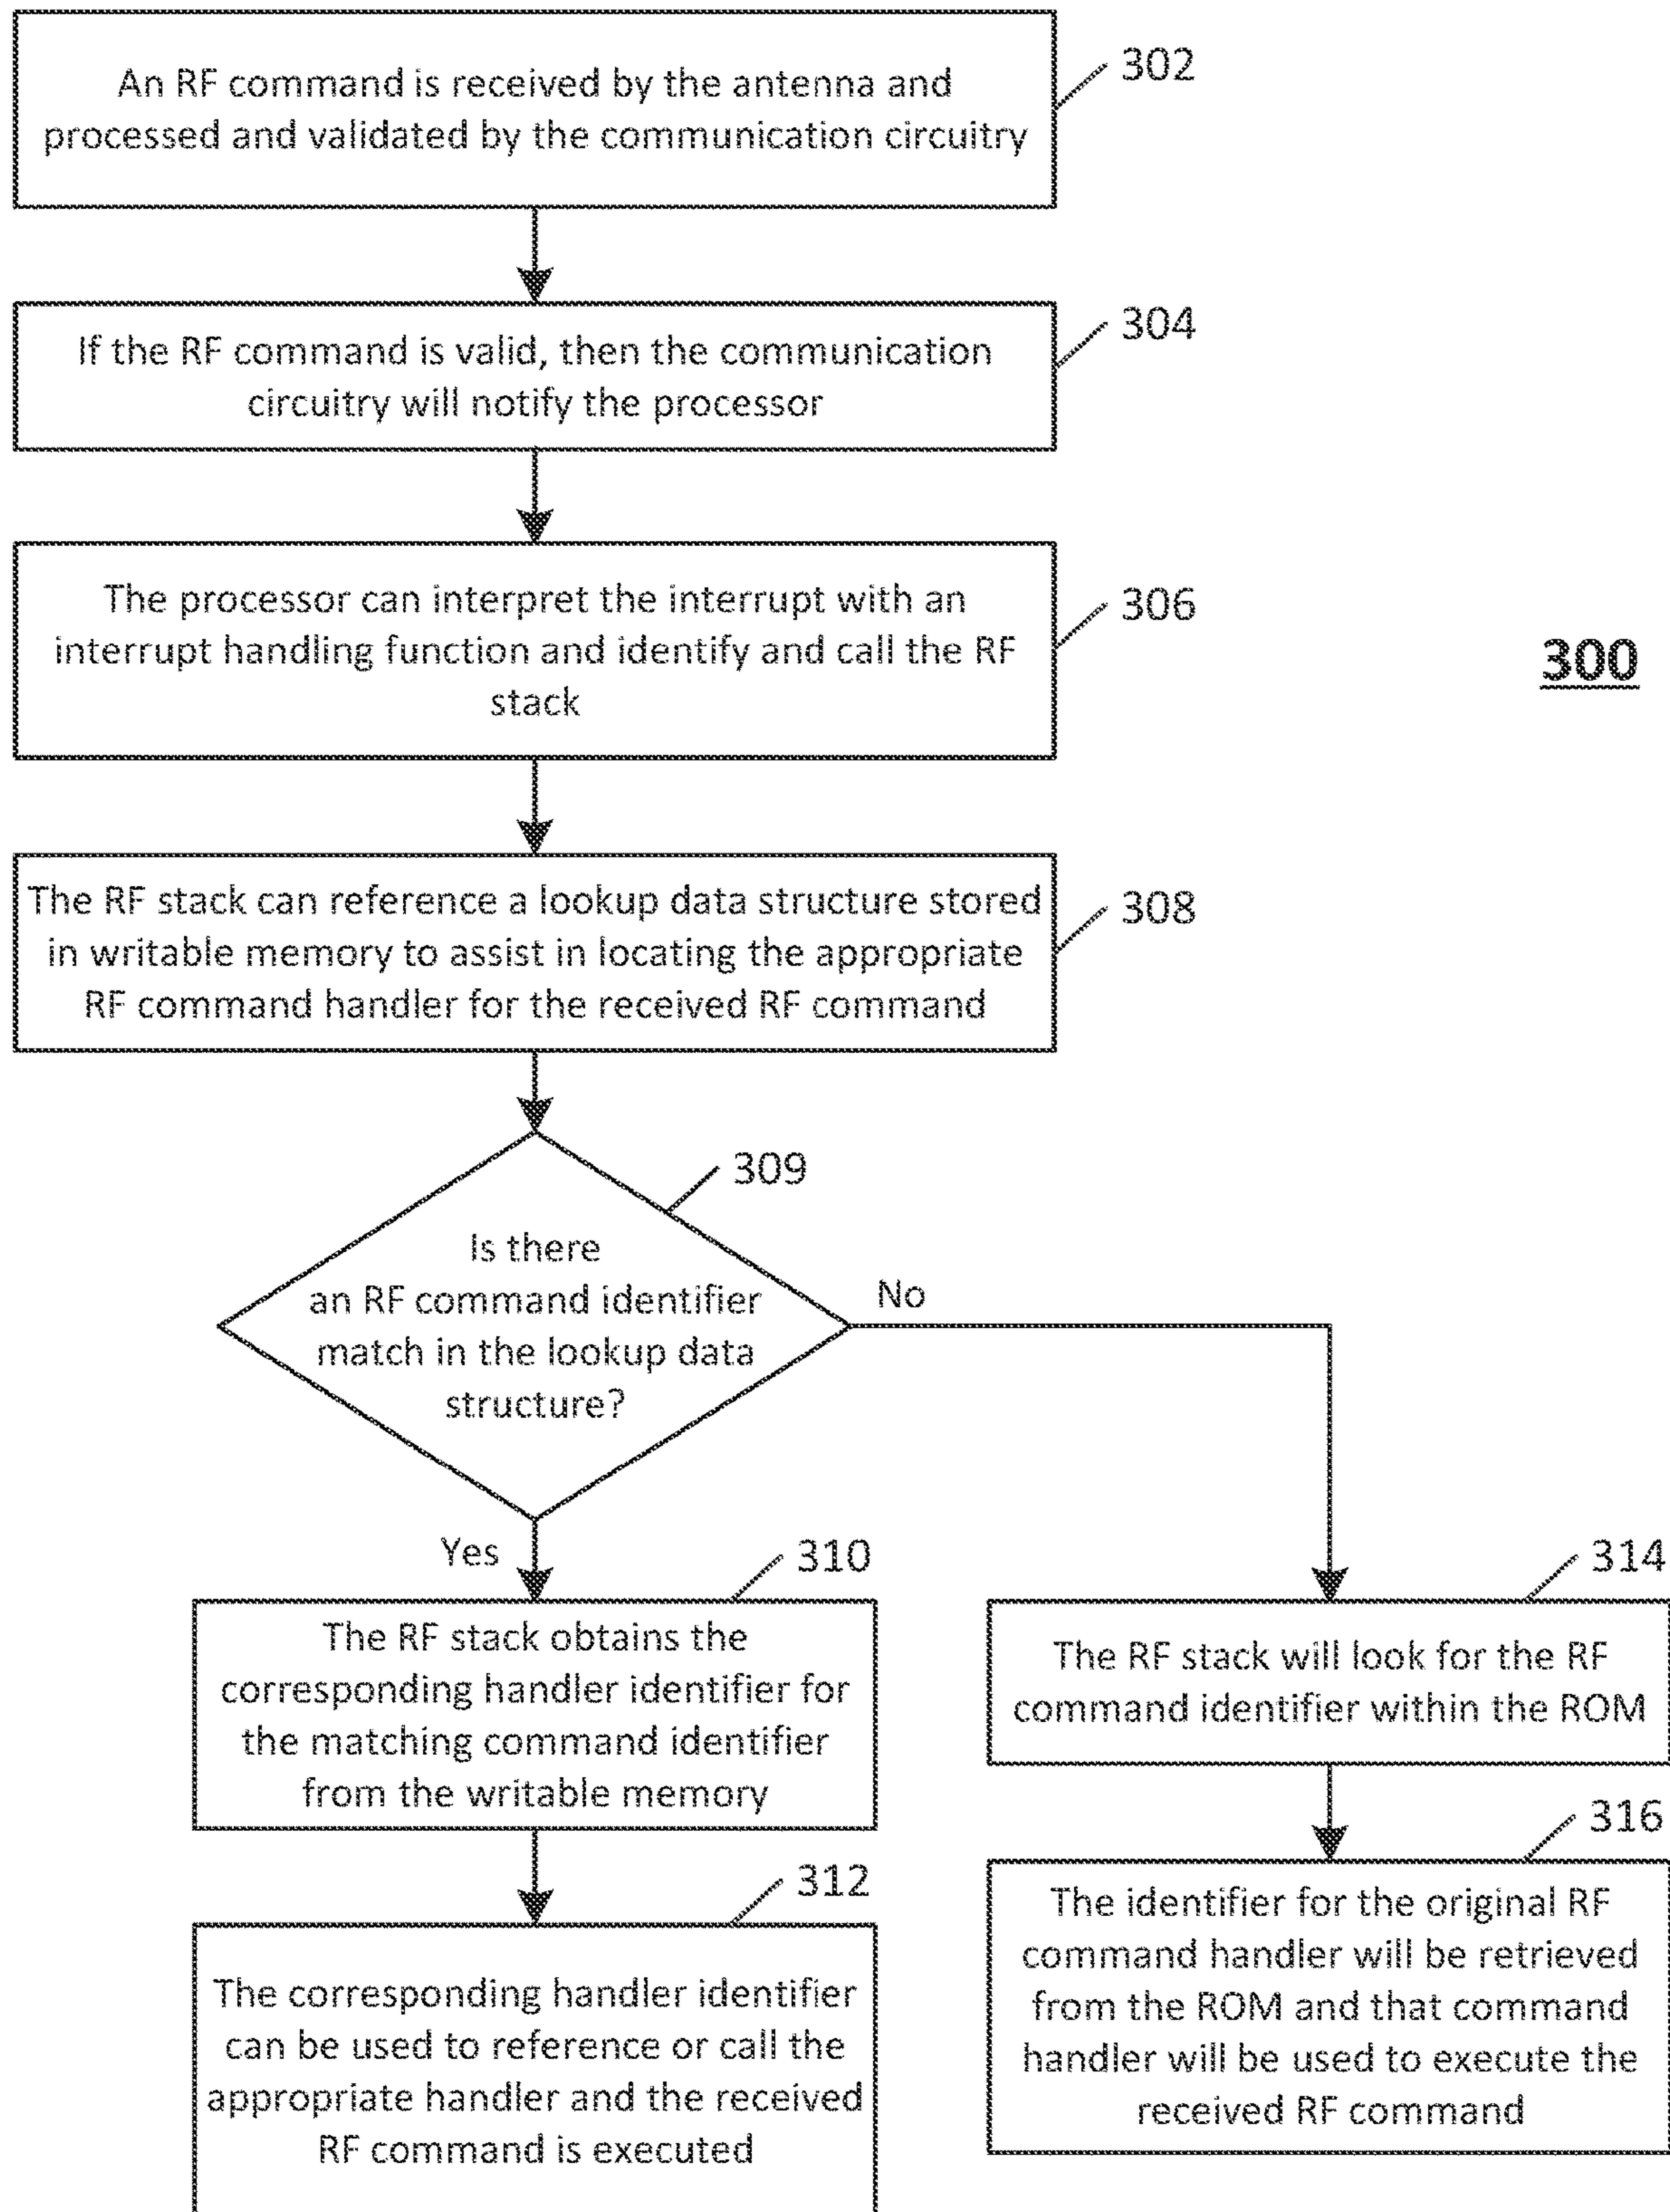 An RF command is received by the antenna and
processed and validated by the communication circuitry
302
If the RF command is valid, then the communication
circuitry will notify the processor
304
The processor can interpret the interrupt with an
interrupt handling function and identify and call the RF
stack
306
300
The RF stack can reference a lookup data structure stored
in writable memory to assist in locating the appropriate
RF command handler for the received RF command
308
309
Is there
an RF command identifier
match in the lookup data
structure?
No
Yes
310
The RF stack obtains the
corresponding handler identifier for
the matching command identifier
from the writable memory
314
The RF stack will look for the RF
command identifier within the ROM
312
The corresponding handler identifier
can be used to reference or call the
appropriate handler and the received
RF command is executed
316
The identifier for the original RF
command handler will be retrieved
from the ROM and that command
handler will be used to execute the
received RF command